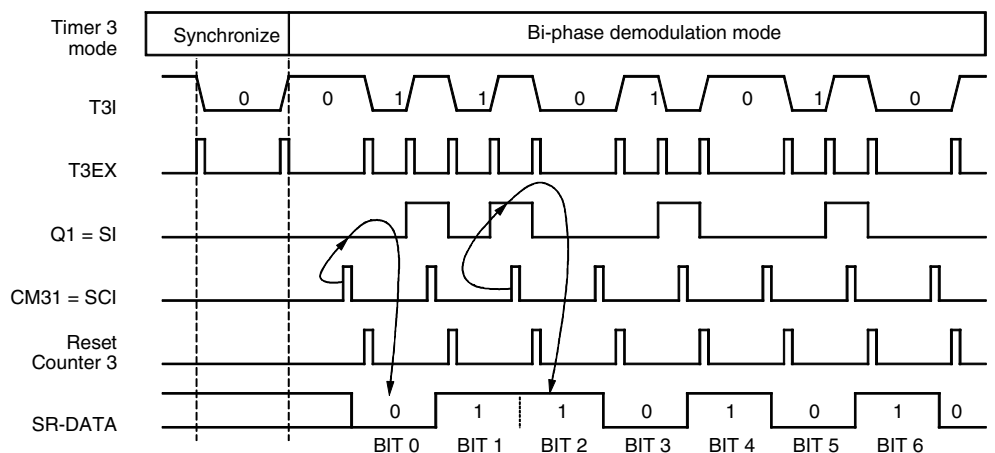 Timer 3
mode
Synchronize
Bi-phase demodulation mode
T3I
0 0 1 1 0 1 0 1 0
T3EX
Q1 = SI
CM31 = SCI
Reset
Counter 3
SR-DATA
0 1 1 0 1 0 1 0
BIT 0 BIT 1 BIT 2 BIT 3 BIT 4 BIT 5 BIT 6